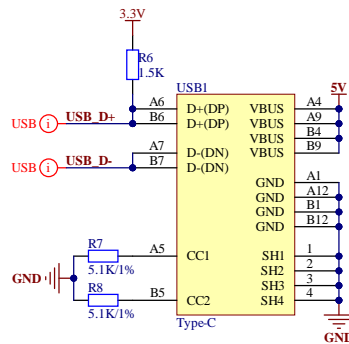 3.3V
R6
1.5K
USB1
USB i USB_D+ A6 D+(DP) VBUS A4 5V
B6 D+(DP) VBUS A9
VBUS B4
USB i USB_D- A7 D-(DN) VBUS B9
B7 D-(DN)
GND A1
GND A12
GND B1
GND B12
R7
5.1K/1%
A5 CC1 SH1 1
SH2 2
GND
R8
5.1K/1%
B5 CC2 SH3 3
SH4 4
Type-C
GND